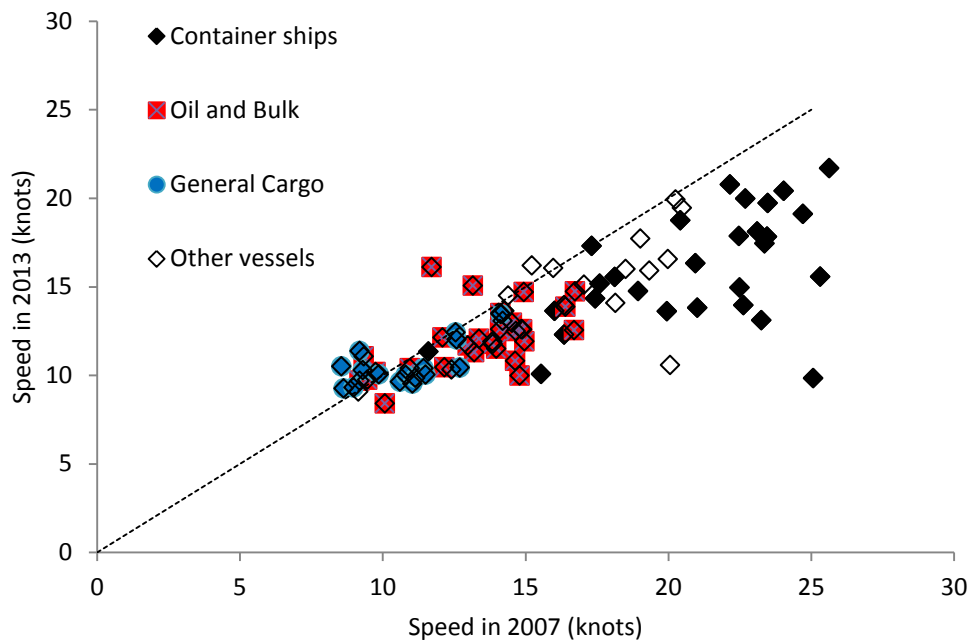 30
25
20
15
10
5
0
Speed in 2013 (knots)
Container ships
Oil and Bulk
General Cargo
Other vessels
0 5 10 15 20 25 30
Speed in 2007 (knots)